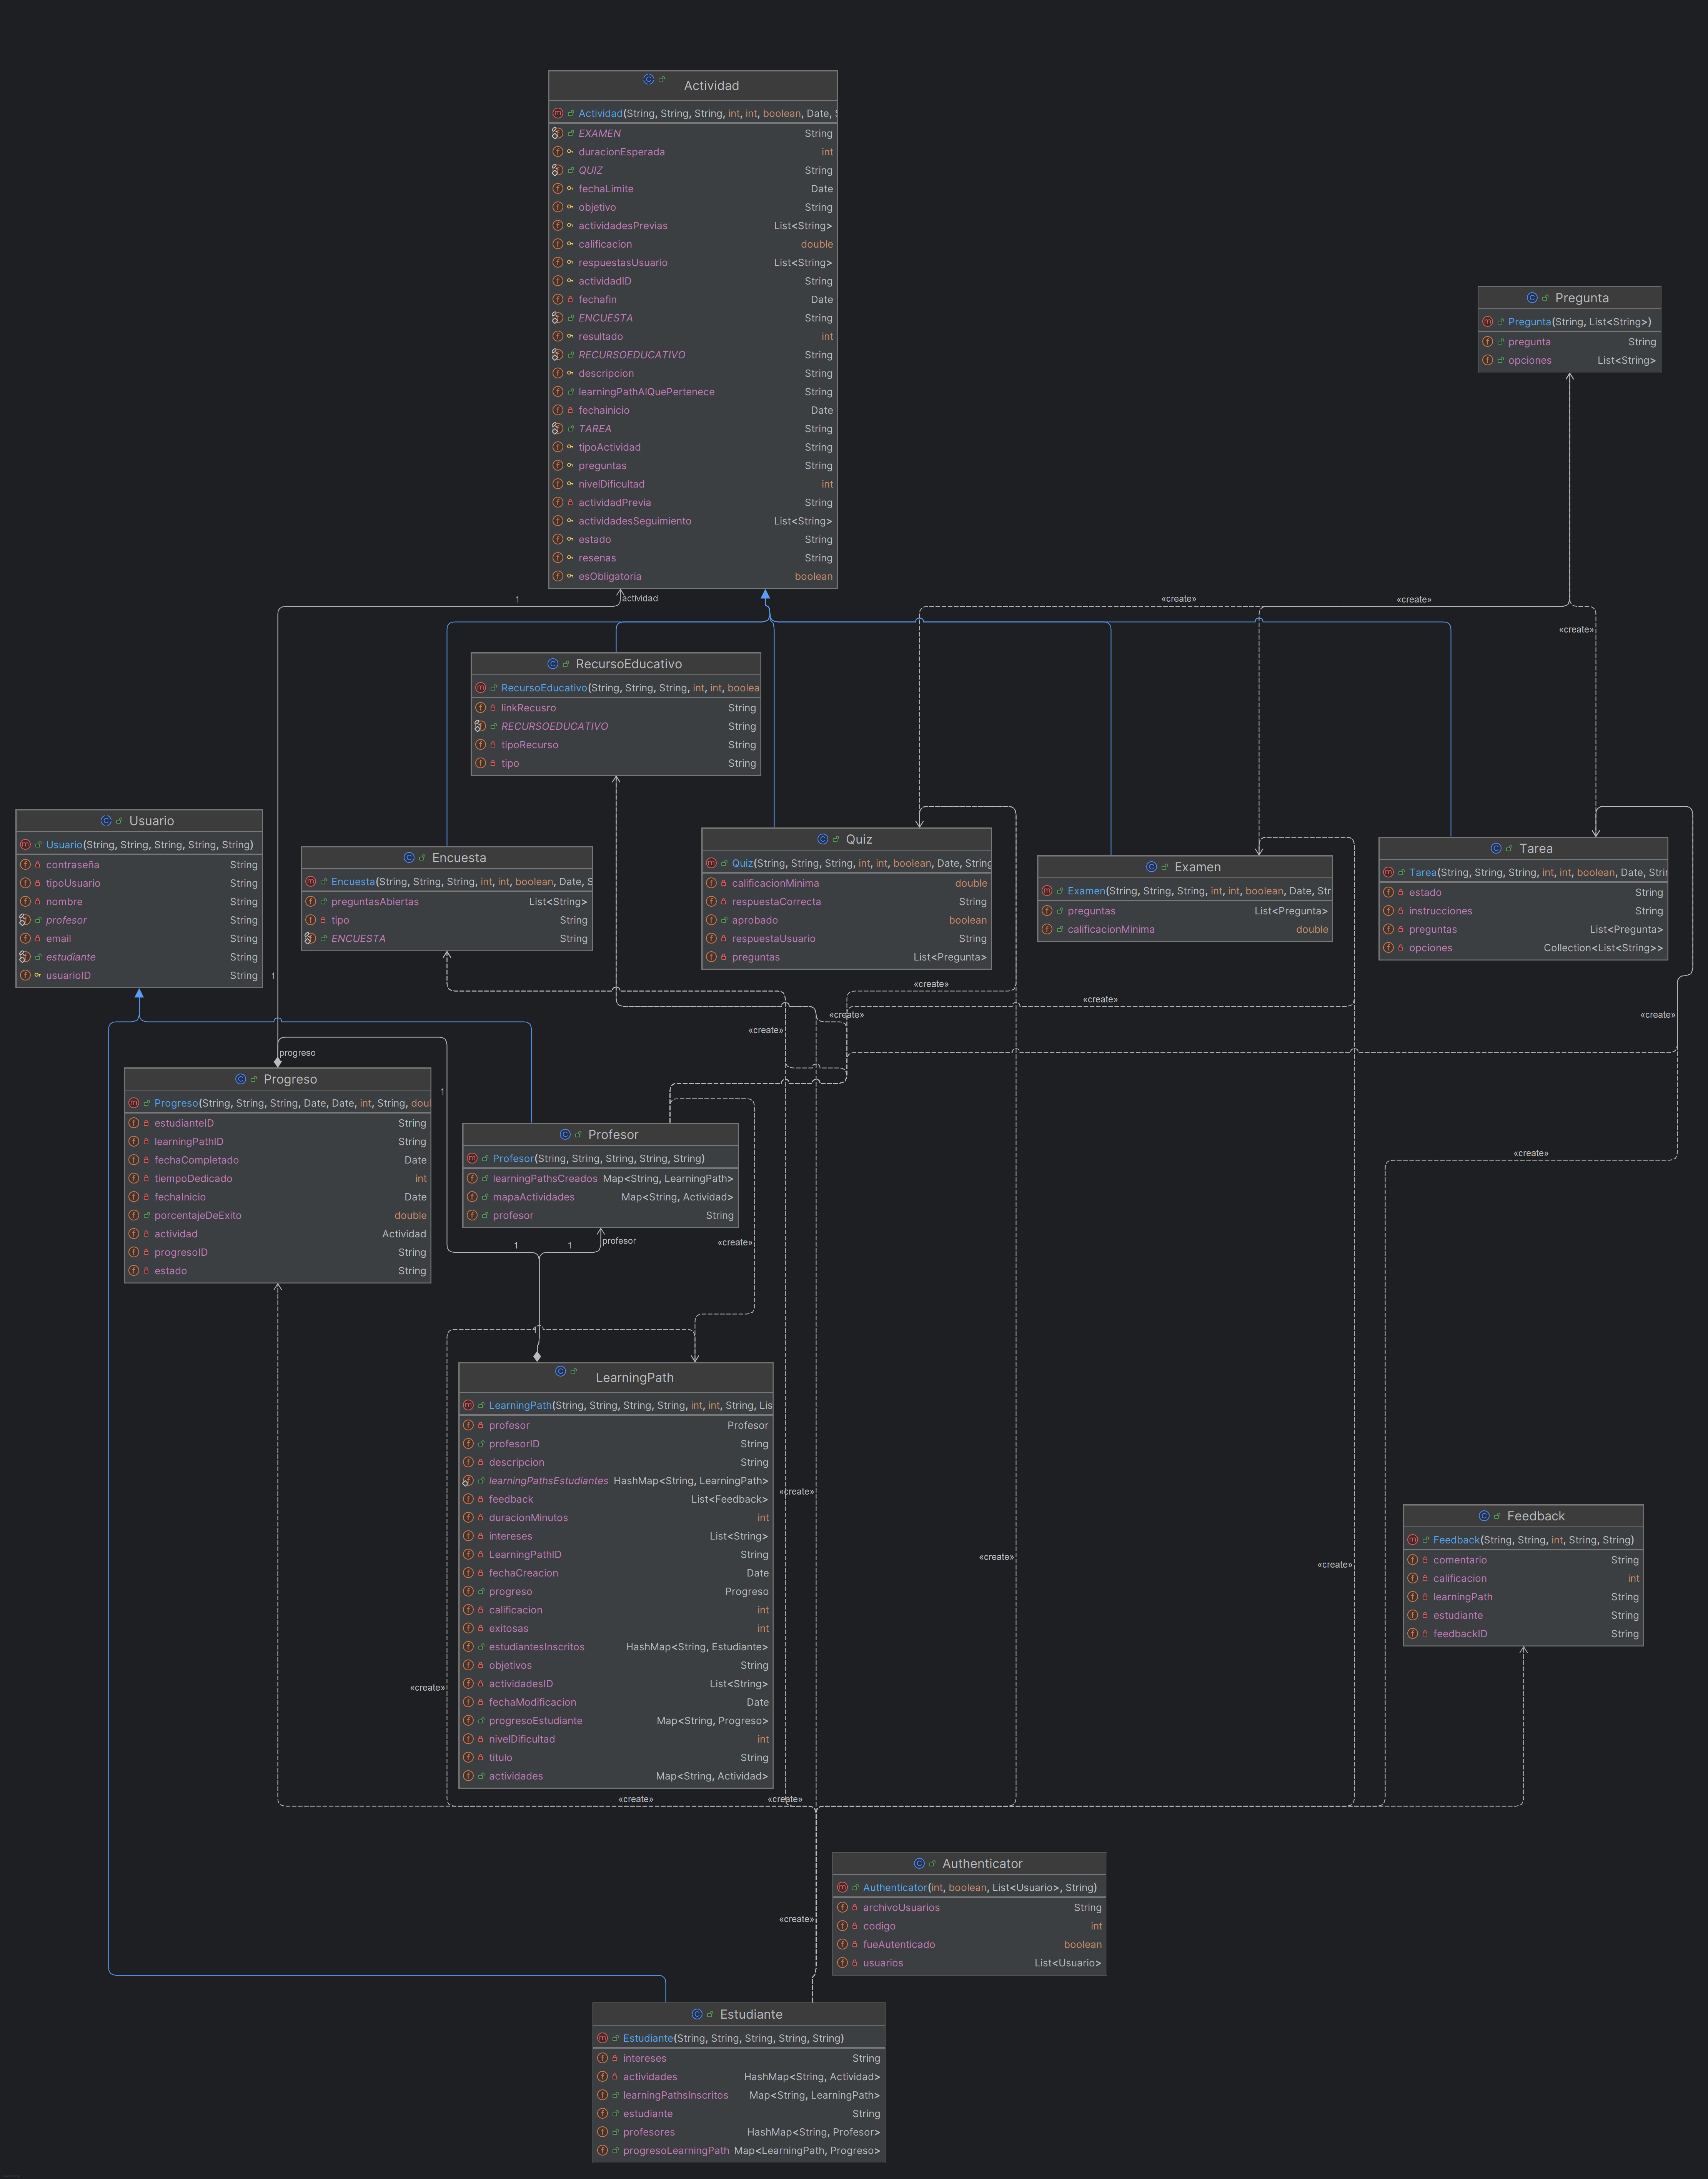 Actividad
Actividad(String, String, String, int, int, boolean, Date, S
EXAMEN String
duracionEsperada int
QUIZ String
fechaLimite Date
objetivo String
actividadesPrevias List<String>
calificacion double
respuestasUsuario List<String>
actividadID String
fechafin Date
ENCUESTA String
resultado int
RECURSOEDUCATIVO String
descripcion String
learningPathAlQuePertenece String
fechainicio Date
TAREA String
tipoActividad String
preguntas String
nivelDificultad int
actividadPrevia String
actividadesSeguimiento List<String>
estado String
resenas String
esObligatoria boolean
Pregunta
Pregunta(String, List<String>)
pregunta String
opciones List<String>
1
actividad
«create»
«create»
«create»
RecursoEducativo
RecursoEducativo(String, String, String, int, int, boolea
linkRecusro String
RECURSOEDUCATIVO String
tipoRecurso String
tipo String
Usuario
Usuario(String, String, String, String, String)
contraseña String
tipoUsuario String
nombre String
profesor String
email String
estudiante String
usuarioID String
Encuesta
Encuesta(String, String, String, int, int, boolean, Date, S
preguntasAbiertas List<String>
tipo String
ENCUESTA String
Quiz
Quiz(String, String, String, int, int, boolean, Date, String
calificacionMinima double
respuestaCorrecta String
aprobado boolean
respuestaUsuario String
preguntas List<Pregunta>
Examen
Examen(String, String, String, int, int, boolean, Date, Str
preguntas List<Pregunta>
calificacionMinima double
Tarea
Tarea(String, String, String, int, int, boolean, Date, Strin
estado String
instrucciones String
preguntas List<Pregunta>
opciones Collection<List<String>>
1
«create»
«create»
«create»
«create»
«create»
progreso
1
Progreso
Progreso(String, String, String, Date, Date, int, String, doul
estudianteID String
learningPathID String
fechaCompletado Date
tiempoDedicado int
fechaInicio Date
porcentajeDeExito double
actividad Actividad
progresoID String
estado String
Profesor
Profesor(String, String, String, String, String)
learningPathsCreados Map<String, LearningPath>
mapaActividades Map<String, Actividad>
profesor String
«create»
1
1
profesor
«create»
1
LearningPath
LearningPath(String, String, String, String, int, int, String, Lis
profesor Profesor
profesorID String
descripcion String
learningPathsEstudiantes HashMap<String, LearningPath>
feedback List<Feedback>
duracionMinutos int
intereses List<String>
LearningPathID String
fechaCreacion Date
progreso Progreso
calificacion int
exitosas int
estudiantesInscritos HashMap<String, Estudiante>
objetivos String
actividadesID List<String>
fechaModificacion Date
progresoEstudiante Map<String, Progreso>
nivelDificultad int
titulo String
actividades Map<String, Actividad>
«create»
«create»
«create»
«create»
«create»
«create»
Feedback
Feedback(String, String, int, String, String)
comentario String
calificacion int
learningPath String
estudiante String
feedbackID String
Authenticator
Authenticator(int, boolean, List<Usuario>, String)
archivoUsuarios String
codigo int
fueAutenticado boolean
usuarios List<Usuario>
«create»
Estudiante
Estudiante(String, String, String, String, String)
intereses String
actividades HashMap<String, Actividad>
learningPathsInscritos Map<String, LearningPath>
estudiante String
profesores HashMap<String, Profesor>
progresoLearningPath Map<LearningPath, Progreso>